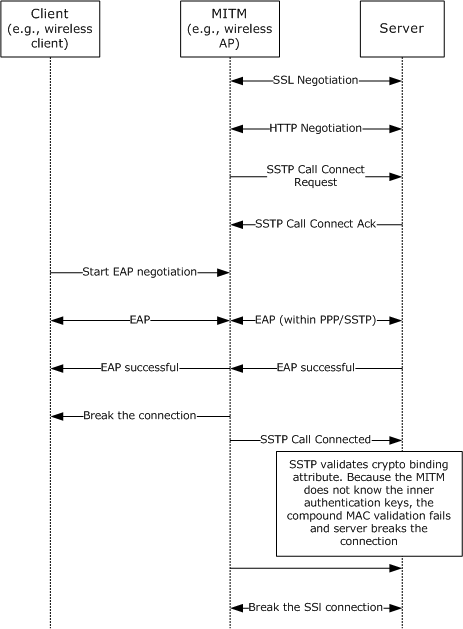 Client
(e.g., wireless
client)
MITM
(e.g., wireless
AP)
Server
SSL Negotiation
HTTP Negotiation
SSTP Call Connect
Request
SSTP Call Connect Ack
Start EAP negotiation
EAP
EAP (within PPP/SSTP)
EAP successful
EAP successful
Break the connection
SSTP Call Connected
SSTP validates crypto binding
attribute. Because the MITM
does not know the inner
authentication keys, the
compound MAC validation fails
and server breaks the
connection
Break the SSl connection